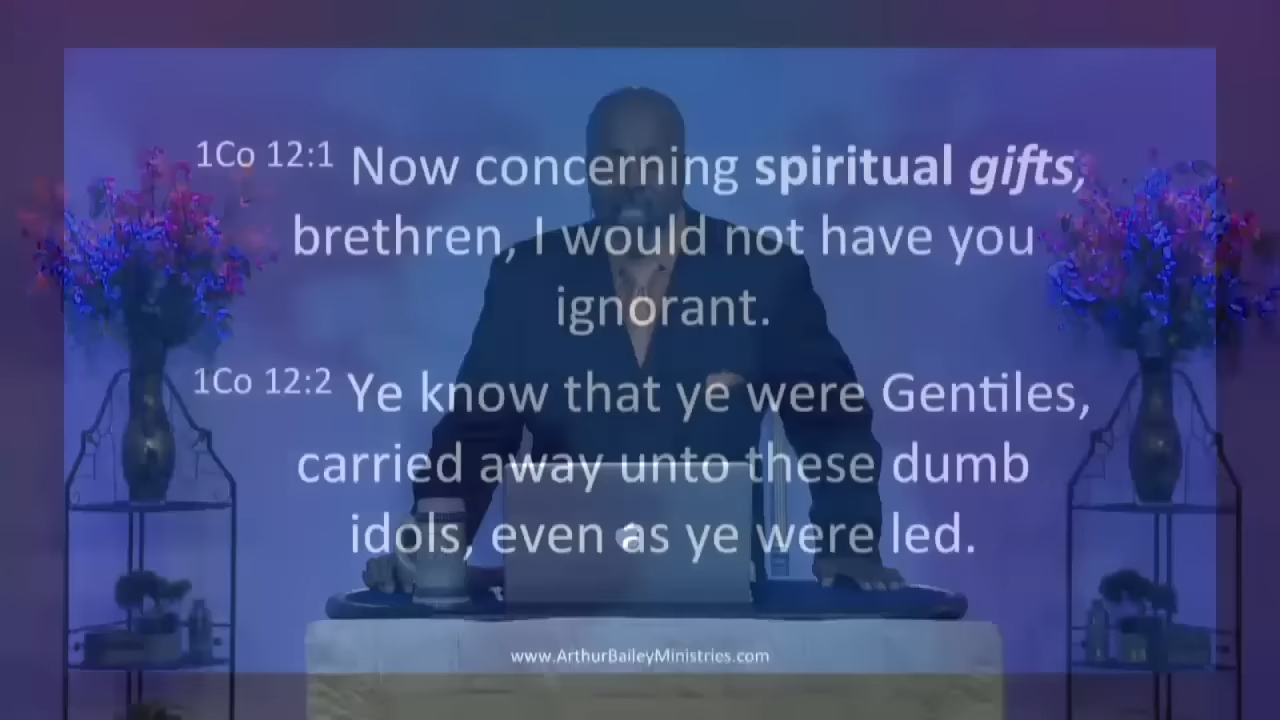 1Co 12:1 Now concerning spiritual gifts,
brethren, I would not have you
ignorant.
1Co 12:2 Ye know that ye were Gentiles,
carried away unto these dumb
idols, even as ye were led.
www.ArthurBaileyMinistries.com